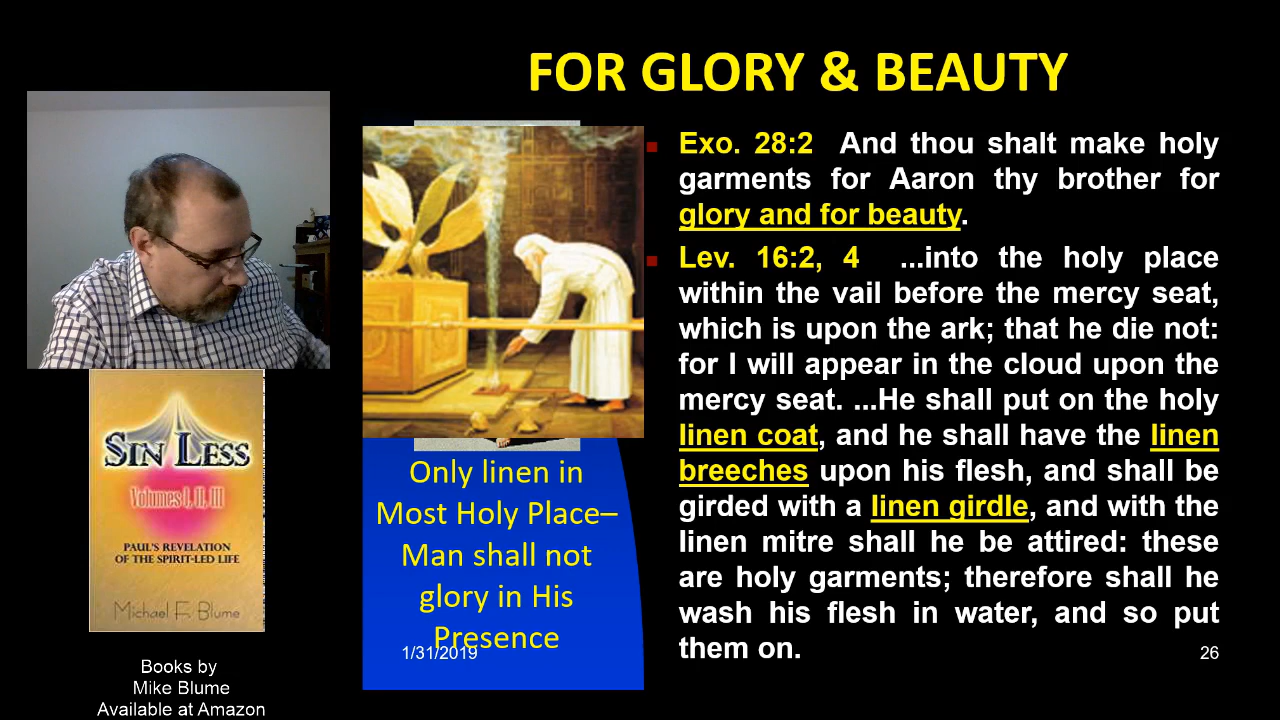 FOR GLORY & BEAUTY
Exo. 28:2 And thou shalt make holy
garments for Aaron thy brother for
glory and for beauty.
Lev. 16:2, 4 ...into the holy place
within the vail before the mercy seat,
which is upon the ark; that he die not:
for I will appear in the cloud upon the
mercy seat. ...He shall put on the holy
linen coat, and he shall have the linen
breeches upon his flesh, and shall be
girded with a linen girdle, and with the
linen mitre shall he be attired: these
are holy garments; therefore shall he
wash his flesh in water, and so put
them on.
Only linen in
Most Holy Place–
Man shall not
glory in His
Presence
1/31/2019
26
SIN LESS
Volumes I, II, III
PAUL'S REVELATION
OF THE SPIRIT-LED LIFE
Michael F. Blume
Books by
Mike Blume
Available at Amazon